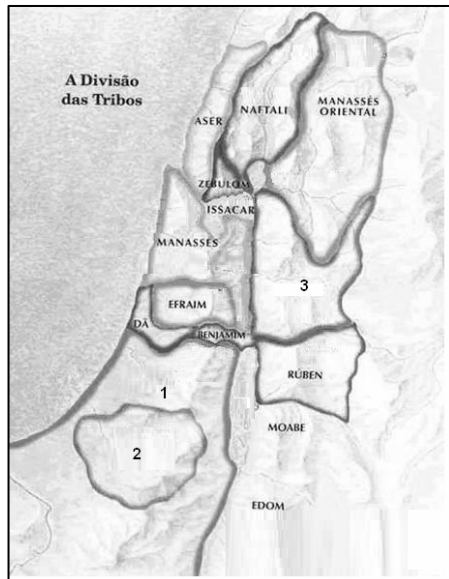 A Divisão
das Tribos
ASER
NAFTALI
MANASSÉS
ORIENTAL
ZEBULOM
ISSACAR
MANASSÉS
3
EFRAIM
DÃ
BENJAMIM
RÚBEN
1
MOABE
2
EDOM